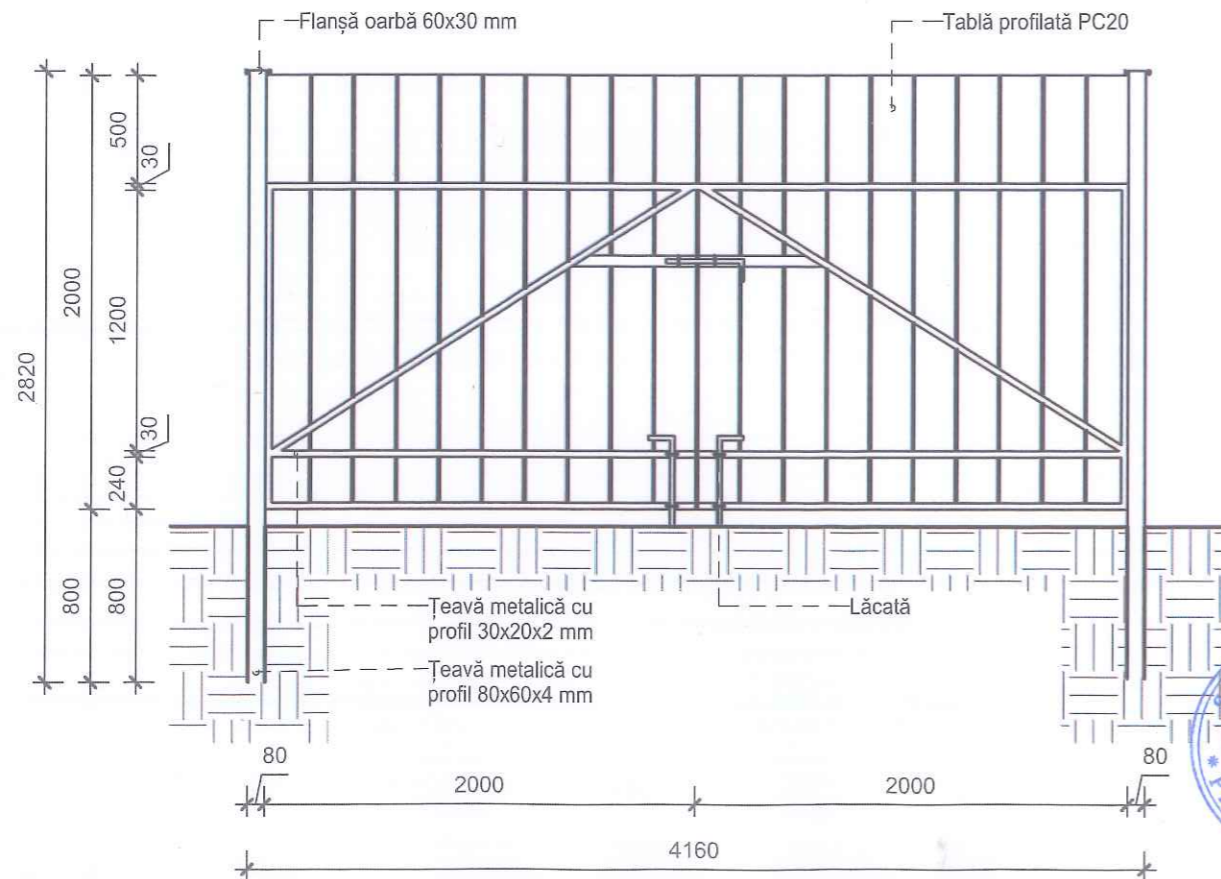 Flanșă oarbă 60x30 mm
Tablă profilată PC20
500
30
2000
1200
2820
30
240
800
800
Țeavă metalică cu
profil 30x20x2 mm
Lăcată
Țeavă metalică cu
profil 80x60x4 mm
80
2000
2000
80
4160